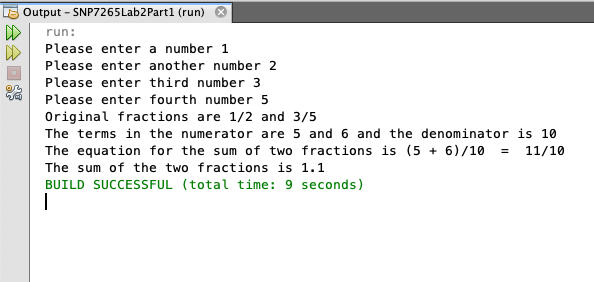 Output – SNP7265Lab2Part1 (run)
run:
Please enter a number 1
Please enter another number 2
Please enter third number 3
Please enter fourth number 5
Original fractions are 1/2 and 3/5
The terms in the numerator are 5 and 6 and the denominator is 10
The equation for the sum of two fractions is (5 + 6)/10  =  11/10
The sum of the two fractions is 1.1
BUILD SUCCESSFUL (total time: 9 seconds)